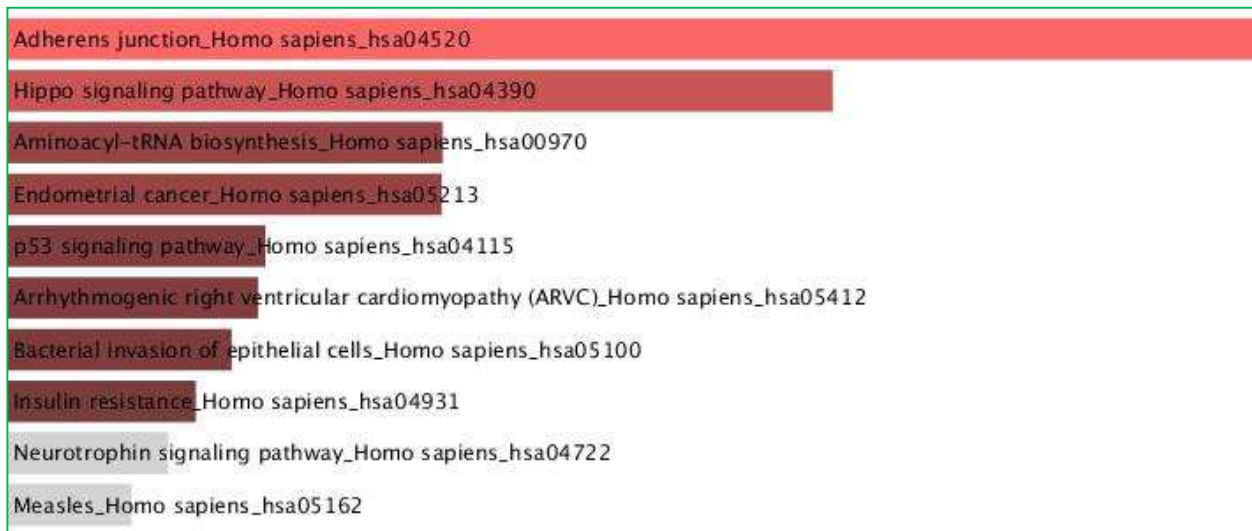 Adherens junction_Homo sapiens_hsa04520
Hippo signaling pathway_Homo sapiens_hsa04390
Aminoacyl-tRNA biosynthesis_Homo sapiens_hsa00970
Endometrial cancer_Homo sapiens_hsa05213
p53 signaling pathway_Homo sapiens_hsa04115
Arrhythmogenic right ventricular cardiomyopathy (ARVC)_Homo sapiens_hsa05412
Bacterial invasion of epithelial cells_Homo sapiens_hsa05100
Insulin resistance_Homo sapiens_hsa04931
Neurotrophin signaling pathway_Homo sapiens_hsa04722
Measles_Homo sapiens_hsa05162